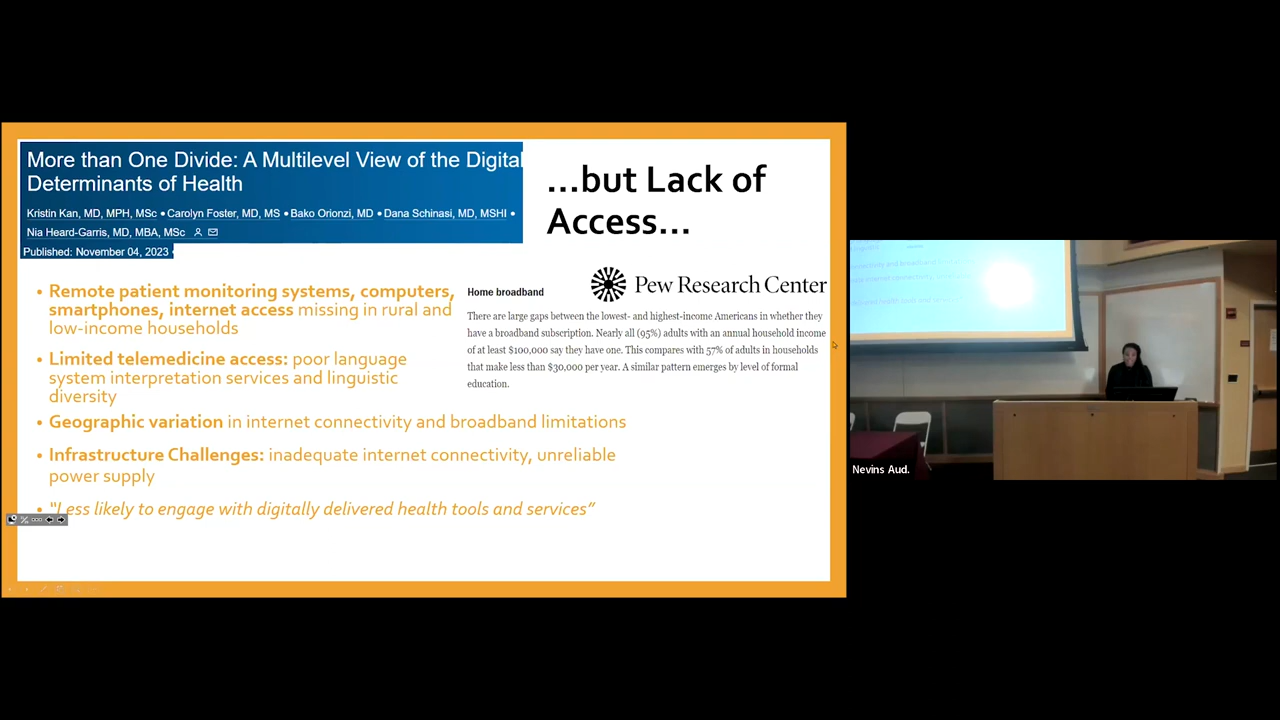 More than One Divide: A Multilevel View of the Digital
Determinants of Health
Kristin Kan, MD, MPH, MSc • Carolyn Foster, MD, MS • Bako Orionzi, MD • Dana Schinasi, MD, MSHI •
Nia Heard-Garris, MD, MBA, MSc
Published: November 04, 2023
...but Lack of
Access...
• Remote patient monitoring systems, computers,
smartphones, internet access missing in rural and
low-income households
• Limited telemedicine access: poor language
system interpretation services and linguistic
diversity
• Geographic variation in internet connectivity and broadband limitations
• Infrastructure Challenges: inadequate internet connectivity, unreliable
power supply
• "Less likely to engage with digitally delivered health tools and services"
Pew Research Center
Home broadband
There are large gaps between the lowest- and highest-income Americans in whether they
have a broadband subscription. Nearly all (95%) adults with an annual household income
of at least $100,000 say they have one. This compares with 57% of adults in households
that make less than $30,000 per year. A similar pattern emerges by level of formal
education.
Nevins Aud.